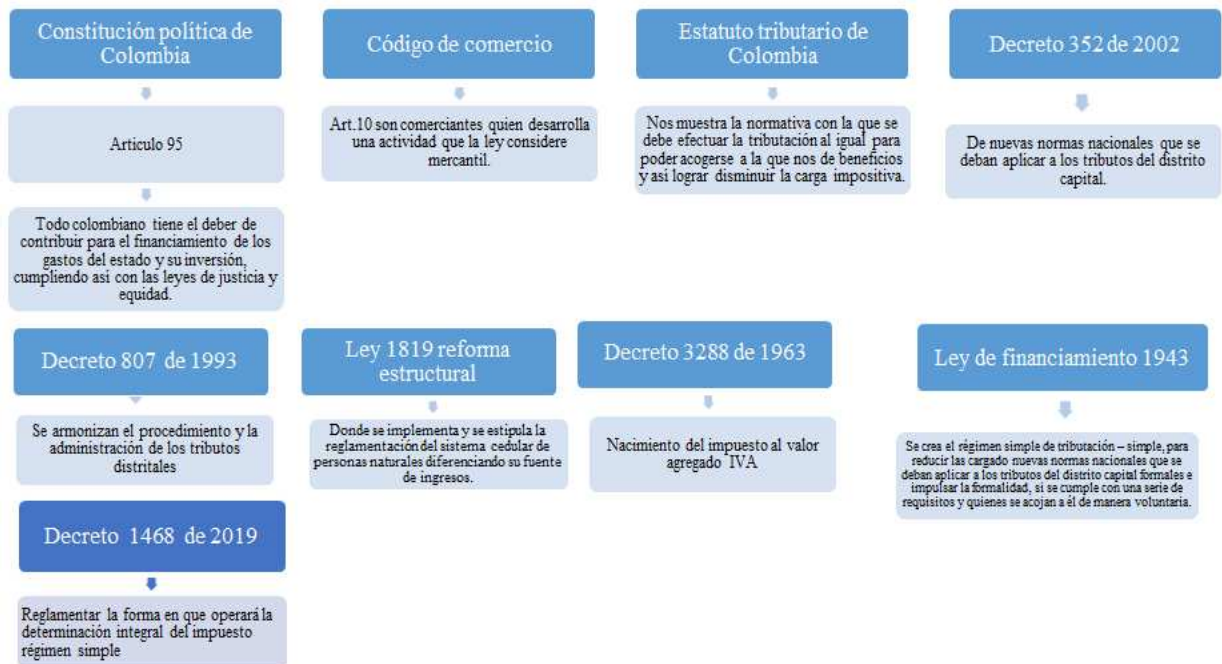 Constitución política de
Colombia
Articulo 95
Todo colombiano tiene el deber de
contribuir para el financiamiento de los
gastos del estado y su inversión,
cumpliendo así con las leyes de justicia y
equidad.
Código de comercio
Art.10 son comerciantes quien desarrolla
una actividad que la ley considere
mercantil.
Estatuto tributario de
Colombia
Nos muestra la normativa con la que se
debe efectuar la tributación al igual para
poder acogerse a la que nos de beneficios
y asi lograr disminuir la carga impositiva.
Decreto 352 de 2002
De nuevas normas nacionales que se
deban aplicar a los tributos del distrito
capital.
Decreto 807 de 1993
Se armonizan el procedimiento y la
administración de los tributos
distritales
Ley 1819 reforma
estructural
Donde se implementa y se estipula la
reglamentación del sistema cedular de
personas naturales diferenciando su fuente
de ingresos.
Decreto 3288 de 1963
Nacimiento del impuesto al valor
agregado IVA
Ley de financiamiento 1943
Se crea el régimen simple de tributación – simple, para
reducir las cargado nuevas normas nacionales que se
deban aplicar a los tributos del distrito capital formales e
impulsar la formalidad, si se cumple con una serie de
requisitos y quienes se acojan a él de manera voluntaria.
Decreto 1468 de 2019
Reglamentar la forma en que operará la
determinación integral del impuesto
régimen simple